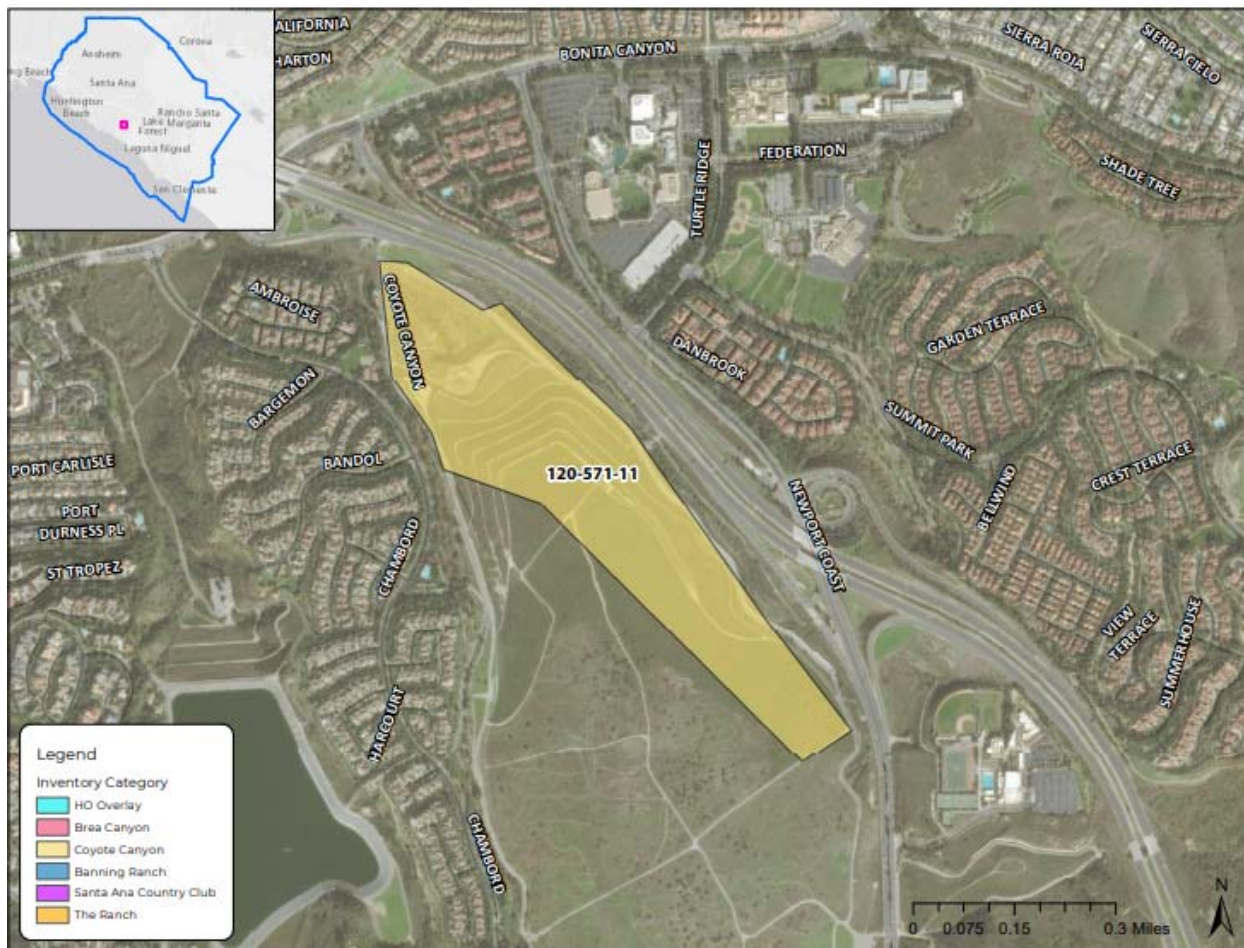 Corona
Anaheim
ng Beach
Santa Ana
Huntington
Beach
Rancho Santa
Lake Margarita
Forest
Laguna Niguel
San Clemente
ALIFORNIA
HARTON
BONITA CANYON
SIERRA ROJA
SIERRA CIELO
FEDERATION
SHADE TREE
TURTLE RIDGE
AMBROISE
COYOTE CANYON
GARDEN TERRACE
DANBROOK
BARGEMON
SUMMIT PARK
PORT CARLISLE
BANDOL
120-571-11
CREST TERRACE
BELLWIND
PORT
DURNESS PL
NEWPORT COAST
ST TROPEZ
CHAMBORD
VIEW
TERRACE
SUMMERHOUSE
HARCOURT
CHAMBORD
Legend
Inventory Category
HO Overlay
Brea Canyon
Coyote Canyon
Banning Ranch
Santa Ana Country Club
The Ranch
N
0 0.075 0.15 0.3 Miles